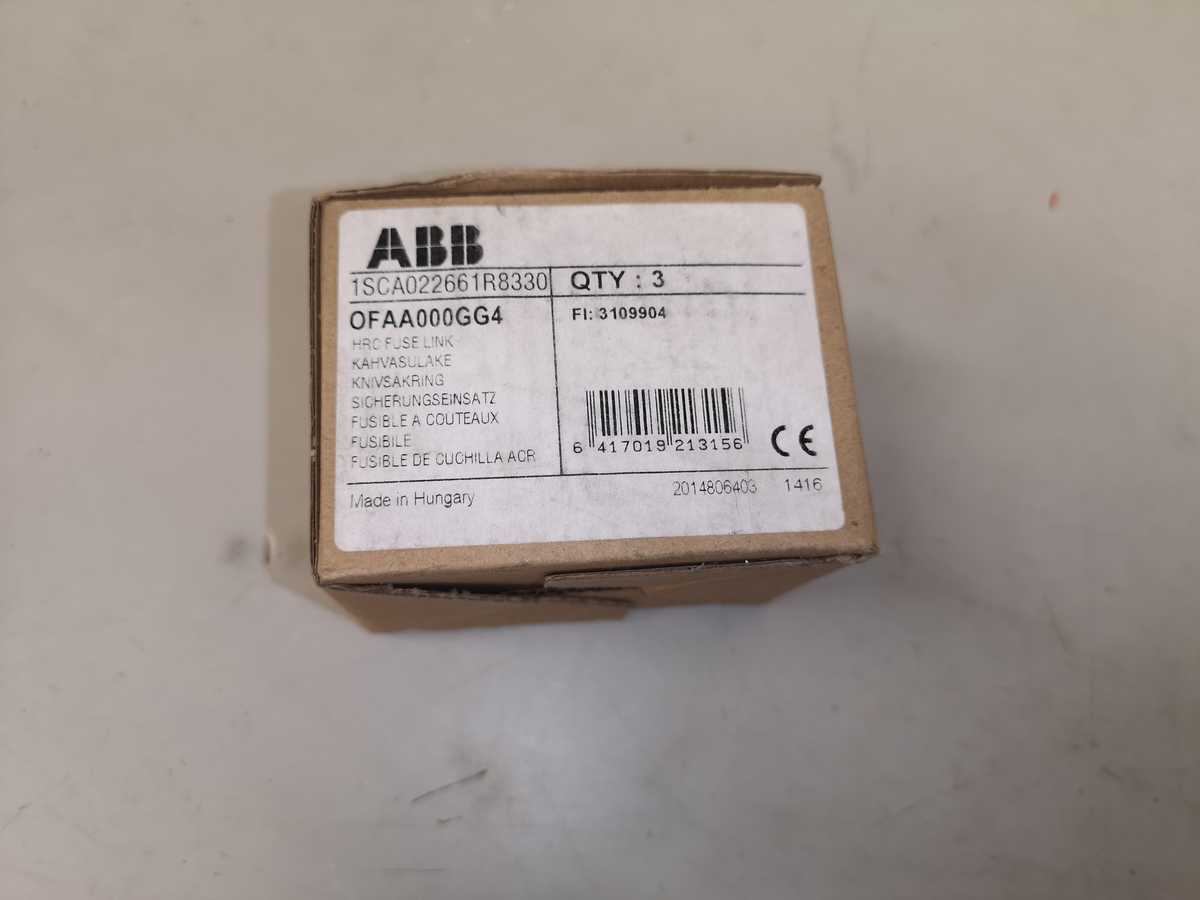 ABB
1SCA022661R8330 QTY : 3
OFAA000GG4 FI: 3109904
HRC FUSE LINK
KAHVASULAKE
KNIVSÄKRING
SICHERUNGSEINSATZ
FUSIBLE A COUTEAUX
FUSIBILE
FUSIBLE DE CUCHILLA ACR
6 417019 213156 CE
Made in Hungary 2014806403 1416